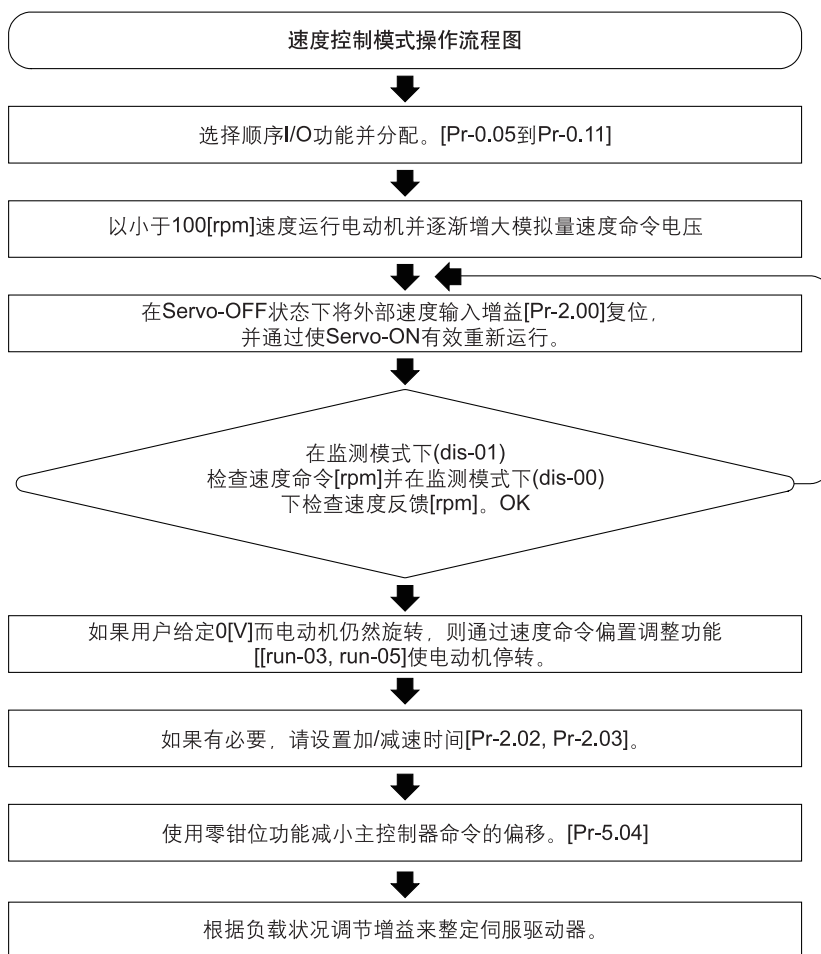 速度控制模式操作流程图
选择顺序I/O功能并分配。[Pr-0.05到Pr-0.11]
以小于100[rpm]速度运行电动机并逐渐增大模拟量速度命令电压
在Servo-OFF状态下将外部速度输入增益[Pr-2.00]复位，
并通过使Servo-ON有效重新运行。
在监测模式下(dis-01)
检查速度命令[rpm]并在监测模式下(dis-00)
下检查速度反馈[rpm]。OK
如果用户给定0[V]而电动机仍然旋转，则通过速度命令偏置调整功能
[[run-03, run-05]使电动机停转。
如果有必要，请设置加/减速时间[Pr-2.02, Pr-2.03]。
使用零钳位功能减小主控制器命令的偏移。[Pr-5.04]
根据负载状况调节增益来整定伺服驱动器。